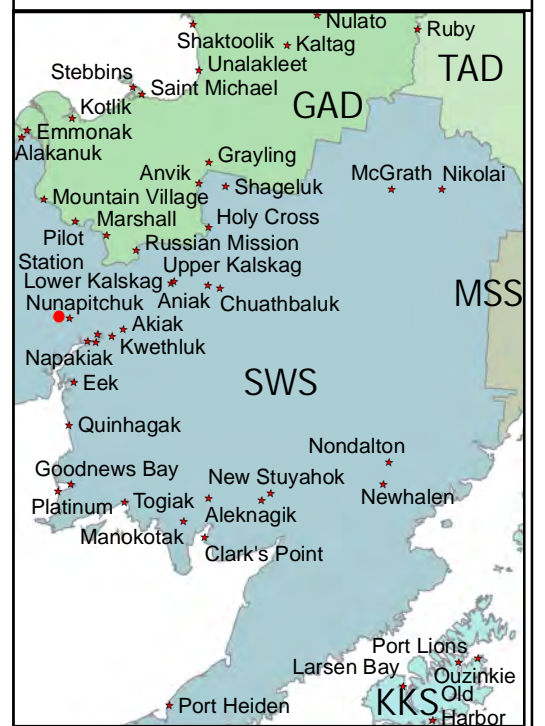 Nulato
Ruby
Shaktoolik
Kaltag
Unalakleet
TAD
Stebbins
Saint Michael
GAD
Kotlik
Emmonak
Alakanuk
Grayling
Anvik
McGrath
Nikolai
Shageluk
Mountain Village
Marshall
Holy Cross
Pilot
Station
Russian Mission
Upper Kalskag
Lower Kalskag
MSS
Nunapitchuk
Aniak
Chuathbaluk
Akiak
Kwethluk
Napakiak
SWS
Eek
Quinhagak
Nondalton
Goodnews Bay
New Stuyahok
Newhalen
Platinum
Togiak
Aleknagik
Manokotak
Clark's Point
Port Lions
Larsen Bay
Ouzinkie
KKS
Old
Harbor
Port Heiden